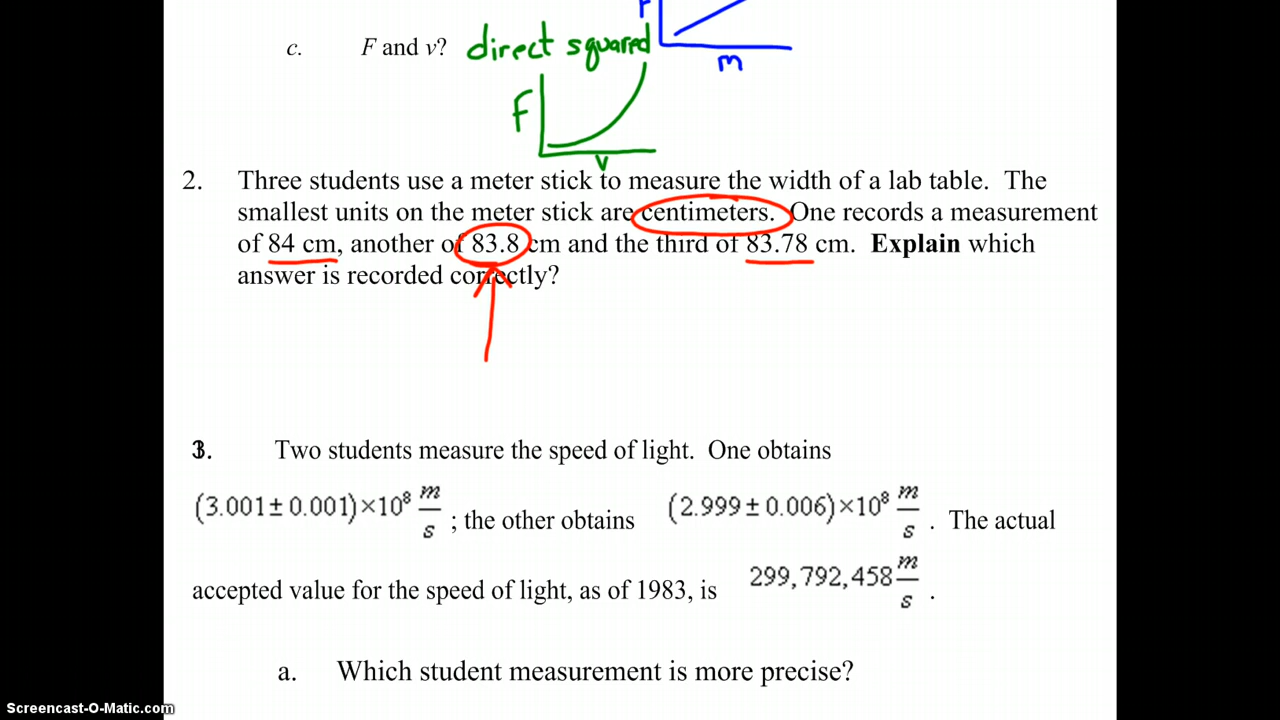 F
m
c. F and v? direct squared
F
v
2. Three students use a meter stick to measure the width of a lab table. The
smallest units on the meter stick are centimeters. One records a measurement
of 84 cm, another of 83.8 cm and the third of 83.78 cm. Explain which
answer is recorded correctly?
3. Two students measure the speed of light. One obtains
(3.001 ± 0.001)×10⁸ m/s ; the other obtains (2.999 ± 0.006)×10⁸ m/s . The actual
accepted value for the speed of light, as of 1983, is 299,792,458 m/s .
a. Which student measurement is more precise?
Screencast-O-Matic.com